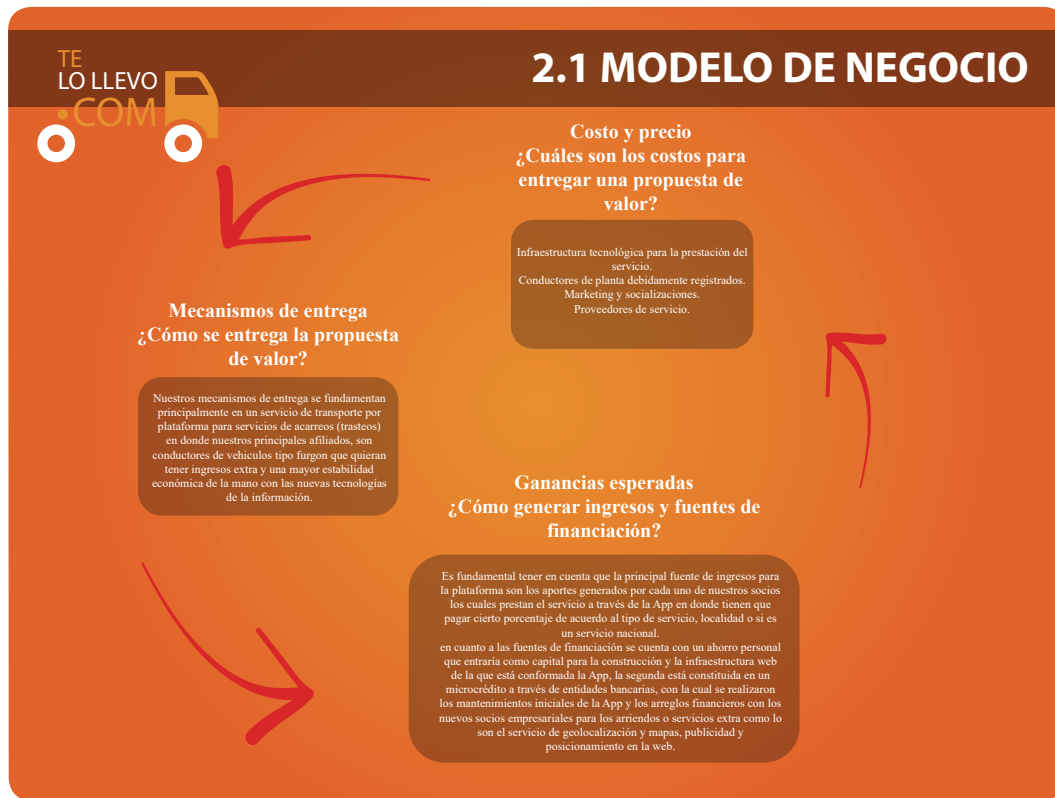 TE
LO LLEVO
•COM
2.1 MODELO DE NEGOCIO
Costo y precio
¿Cuáles son los costos para
entregar una propuesta de
valor?
Infraestructura tecnológica para la prestación del
servicio.
Conductores de planta debidamente registrados.
Marketing y socializaciones.
Proveedores de servicio.
Mecanismos de entrega
¿Cómo se entrega la propuesta
de valor?
Nuestros mecanismos de entrega se fundamentan
principalmente en un servicio de transporte por
plataforma para servicios de acarreos (trasteos)
en donde nuestros principales afiliados, son
conductores de vehiculos tipo furgon que quieran
tener ingresos extra y una mayor estabilidad
económica de la mano con las nuevas tecnologías
de la información.
Ganancias esperadas
¿Cómo generar ingresos y fuentes de
financiación?
Es fundamental tener en cuenta que la principal fuente de ingresos para
la plataforma son los aportes generados por cada uno de nuestros socios
los cuales prestan el servicio a través de la App en donde tienen que
pagar cierto porcentaje de acuerdo al tipo de servicio, localidad o si es
un servicio nacional.
en cuanto a las fuentes de financiación se cuenta con un ahorro personal
que entraría como capital para la construcción y la infraestructura web
de la que está conformada la App, la segunda está constituida en un
microcrédito a través de entidades bancarias, con la cual se realizaron
los mantenimientos iniciales de la App y los arreglos financieros con los
nuevos socios empresariales para los arriendos o servicios extra como lo
son el servicio de geolocalización y mapas, publicidad y
posicionamiento en la web.